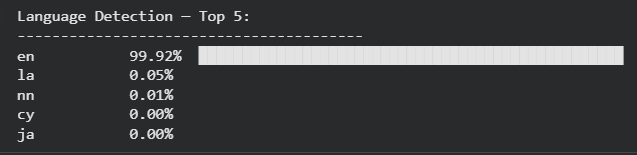 Language Detection — Top 5:
----------------------------------------
en 99.92% ████████████████████████████████████████
la 0.05%
nn 0.01%
cy 0.00%
ja 0.00%